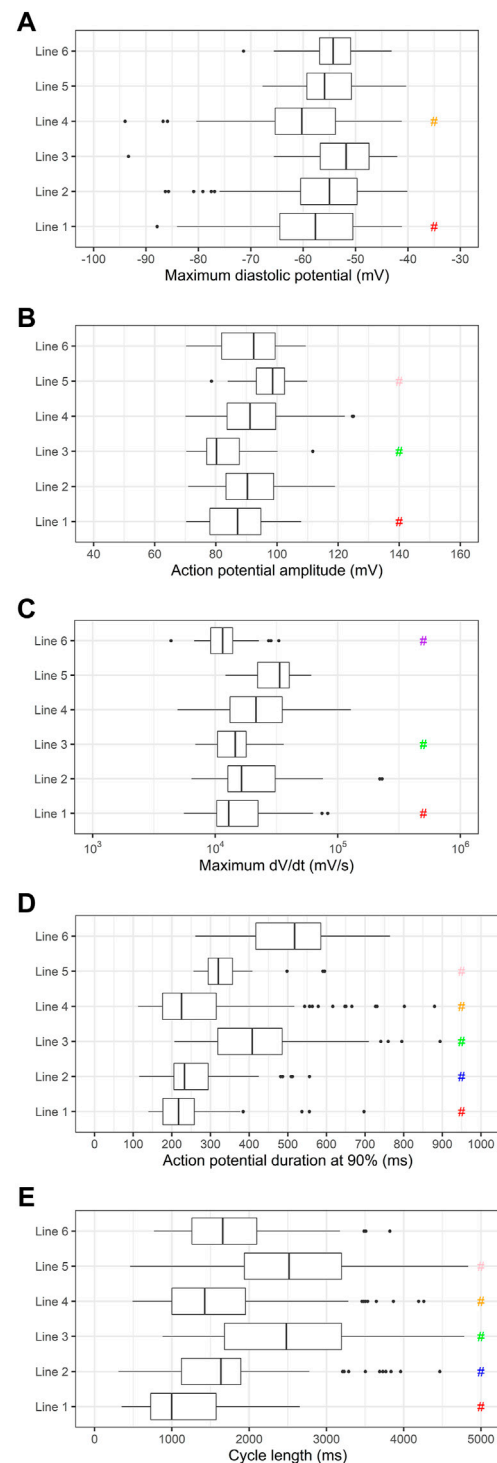 A
Line 6
Line 5
Line 4 #
Line 3
Line 2
Line 1 #
-100 -90 -80 -70 -60 -50 -40 -30
Maximum diastolic potential (mV)
B
Line 6
Line 5 #
Line 4
Line 3 #
Line 2
Line 1 #
40 60 80 100 120 140 160
Action potential amplitude (mV)
C
Line 6 #
Line 5
Line 4
Line 3 #
Line 2
Line 1 #
10³ 10⁴ 10⁵ 10⁶
Maximum dV/dt (mV/s)
D
Line 6
Line 5 #
Line 4 #
Line 3 #
Line 2 #
Line 1 #
0 100 200 300 400 500 600 700 800 900 1000
Action potential duration at 90% (ms)
E
Line 6
Line 5 #
Line 4 #
Line 3 #
Line 2 #
Line 1 #
0 1000 2000 3000 4000 5000
Cycle length (ms)